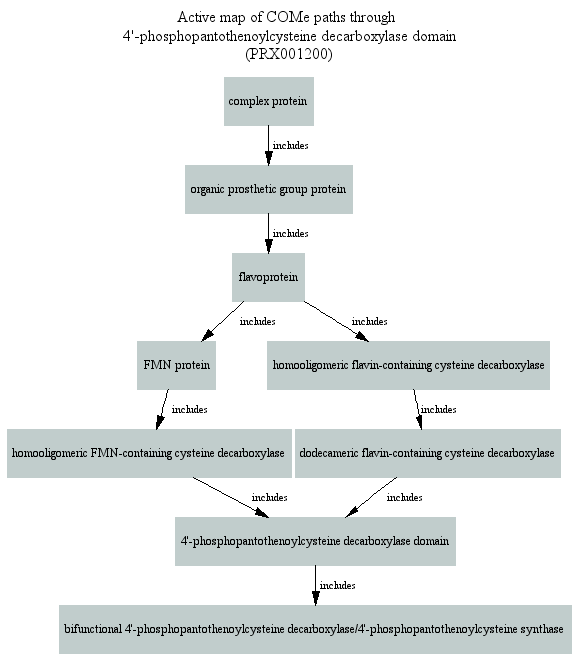 Active map of COMe paths through
4'-phosphopantothenoylcysteine decarboxylase domain
(PRX001200)
complex protein
includes
organic prosthetic group protein
includes
flavoprotein
includes
includes
FMN protein
homooligomeric flavin-containing cysteine decarboxylase
includes
includes
homooligomeric FMN-containing cysteine decarboxylase
dodecameric flavin-containing cysteine decarboxylase
includes
includes
4'-phosphopantothenoylcysteine decarboxylase domain
includes
bifunctional 4'-phosphopantothenoylcysteine decarboxylase/4'-phosphopantothenoylcysteine synthase